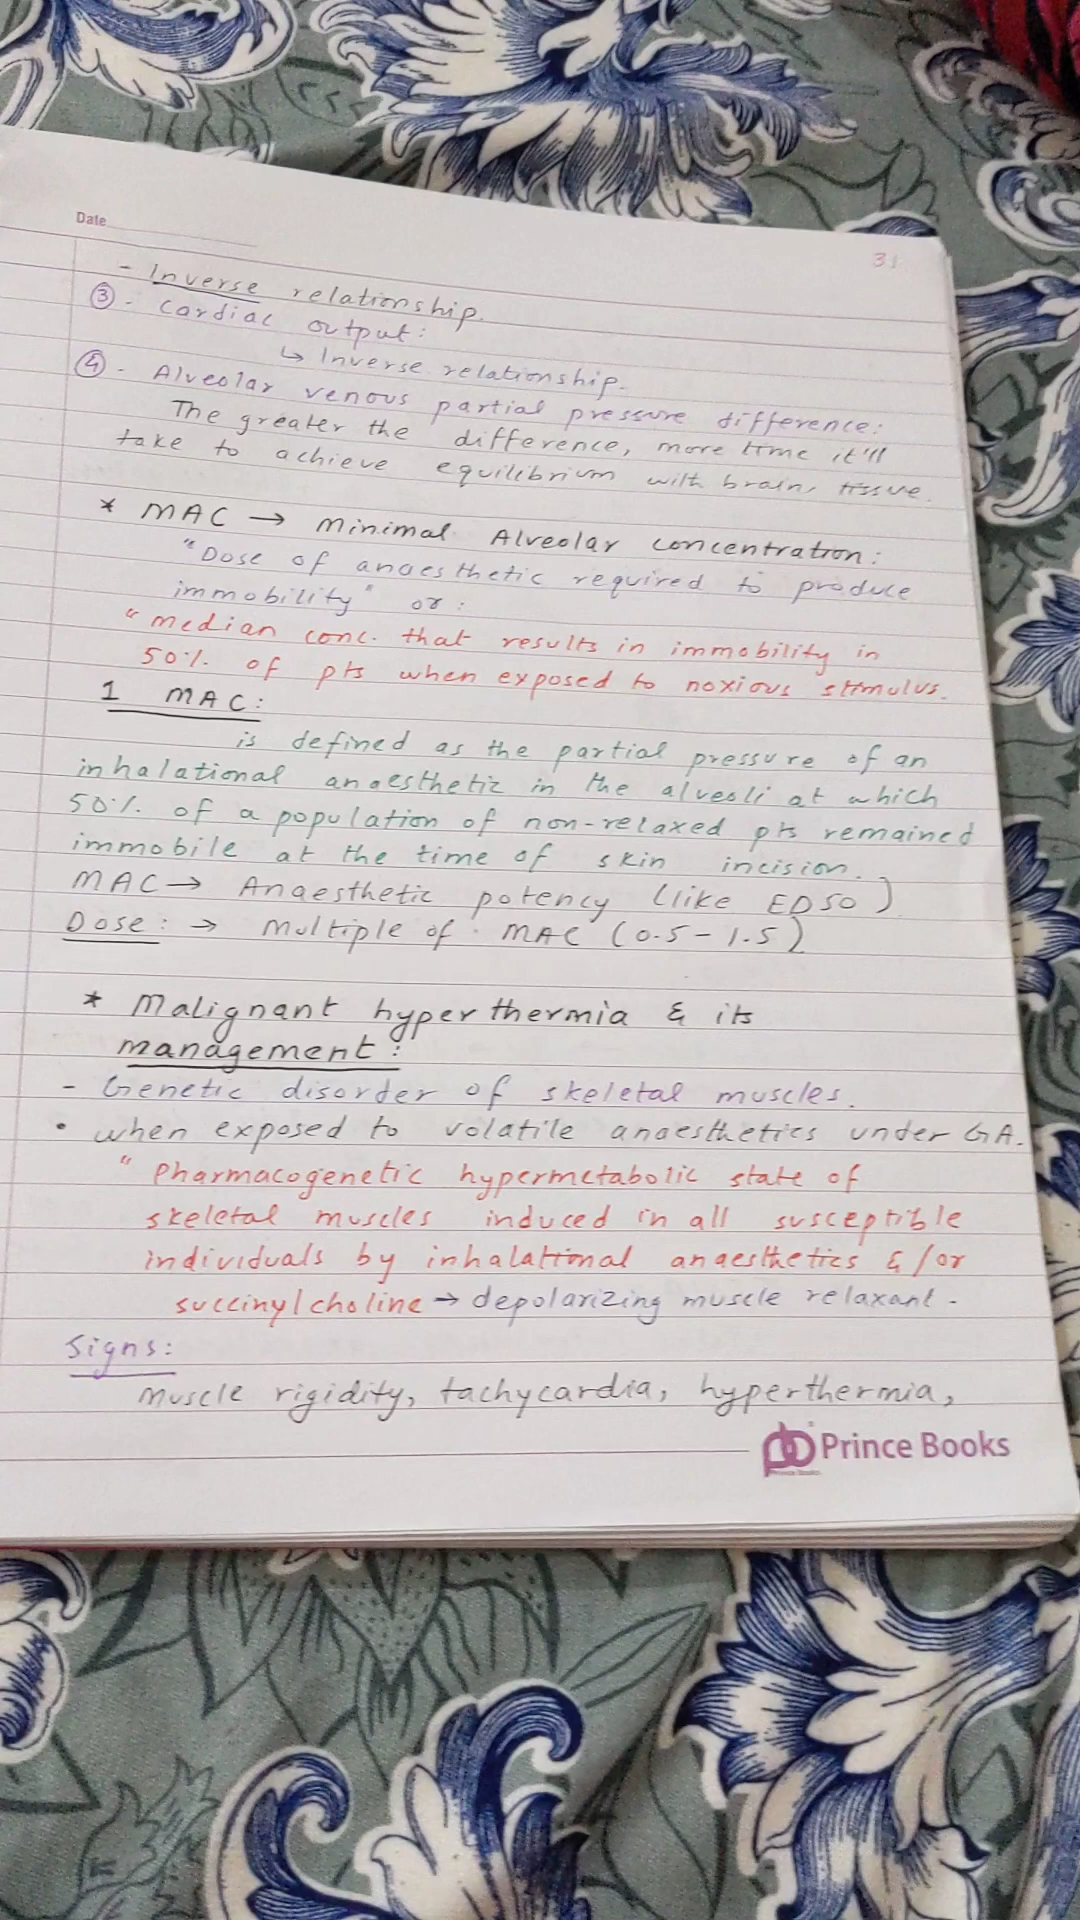 Date
31
- Inverse relationship.
③ - Cardiac output:
↳ Inverse relationship.
④ - Alveolar venous partial pressure difference:
The greater the difference, more time it'll
take to achieve equilibrium with brain, tissue.
* MAC → Minimal Alveolar concentration:
"Dose of anaesthetic required to produce
immobility" or:
"median conc. that results in immobility in
50% of pts when exposed to noxious stimulus.
1 MAC:
is defined as the partial pressure of an
inhalational anaesthetic in the alveoli at which
50% of a population of non-relaxed pts remained
immobile at the time of skin incision.
MAC → Anaesthetic potency (like ED50)
Dose: → Multiple of MAC (0.5-1.5)
* Malignant hyperthermia & its
management:
- Genetic disorder of skeletal muscles.
• when exposed to volatile anaesthetics under GA.
"Pharmacogenetic hypermetabolic state of
skeletal muscles induced in all susceptible
individuals by inhalational anaesthetics &/or
succinylcholine → depolarizing muscle relaxant.
Signs:
Muscle rigidity, tachycardia, hyperthermia,
Prince Books